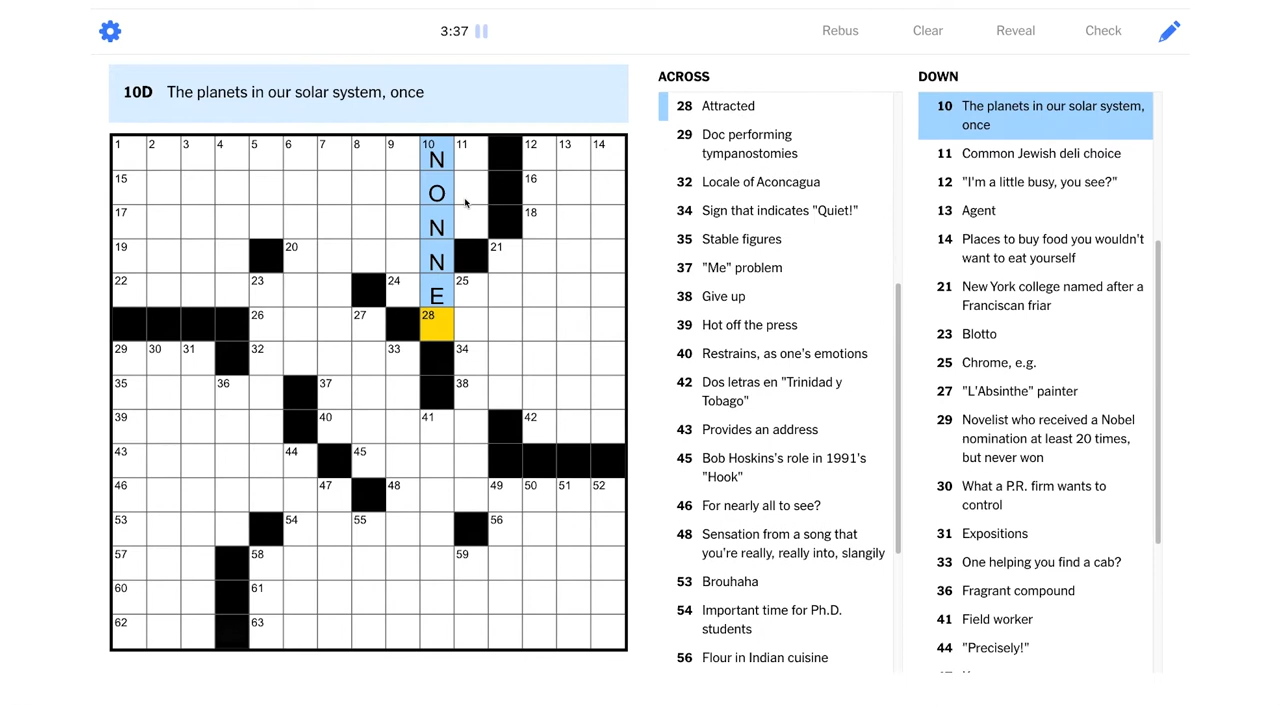 3:37
Rebus
Clear
Reveal
Check
10D The planets in our solar system, once
1 2 3 4 5 6 7 8 9 10 11 12 13 14
N
15 16
O
17 18
N
19 20 21
N
22 23 24 25
E
26 27 28
29 30 31 32 33 34
35 36 37 38
39 40 41 42
43 44 45
46 47 48 49 50 51 52
53 54 55 56
57 58 59
60 61
62 63
ACROSS
28 Attracted
29 Doc performing
tympanostomies
32 Locale of Aconcagua
34 Sign that indicates "Quiet!"
35 Stable figures
37 "Me" problem
38 Give up
39 Hot off the press
40 Restrains, as one's emotions
42 Dos letras en "Trinidad y
Tobago"
43 Provides an address
45 Bob Hoskins's role in 1991's
"Hook"
46 For nearly all to see?
48 Sensation from a song that
you're really, really into, slangily
53 Brouhaha
54 Important time for Ph.D.
students
56 Flour in Indian cuisine
DOWN
10 The planets in our solar system,
once
11 Common Jewish deli choice
12 "I'm a little busy, you see?"
13 Agent
14 Places to buy food you wouldn't
want to eat yourself
21 New York college named after a
Franciscan friar
23 Blotto
25 Chrome, e.g.
27 "L'Absinthe" painter
29 Novelist who received a Nobel
nomination at least 20 times,
but never won
30 What a P.R. firm wants to
control
31 Expositions
33 One helping you find a cab?
36 Fragrant compound
41 Field worker
44 "Precisely!"